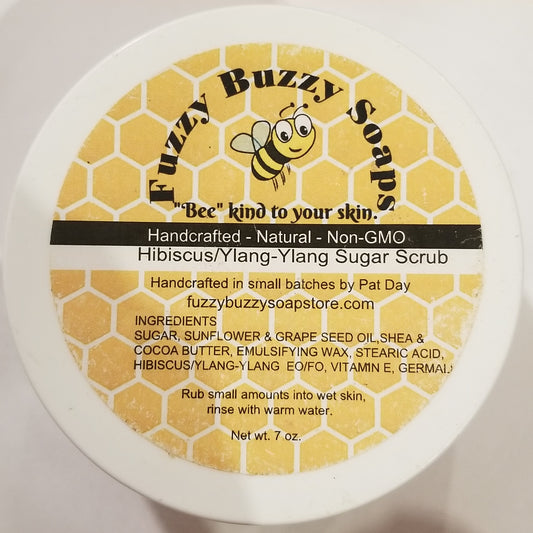 Fuzzy Buzzy Soaps
"Bee" kind to your skin.
Handcrafted - Natural - Non-GMO
Hibiscus/Ylang-Ylang Sugar Scrub
Handcrafted in small batches by Pat Day
fuzzybuzzysoapstore.com
INGREDIENTS
SUGAR, SUNFLOWER & GRAPE SEED OIL,SHEA &
COCOA BUTTER, EMULSIFYING WAX, STEARIC ACID,
HIBISCUS/YLANG-YLANG EO/FO, VITAMIN E,
Rub small amounts into wet skin,
rinse with warm water.
Net wt. 7 oz.